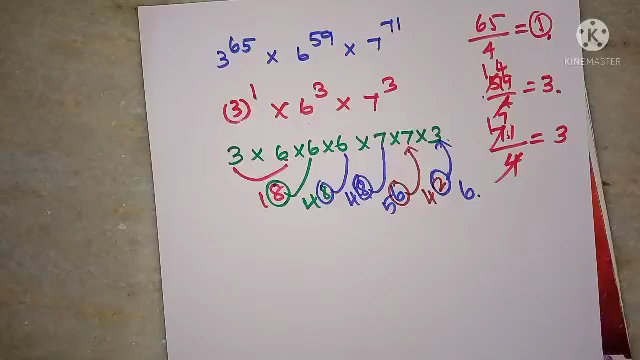 3^65 × 6^59 × 7^71
(3)^1 × 6^3 × 7^3
3 × 6 × 6 × 6 × 7 × 7 × 3
18 48 48 56 42 6.
65/4 = 1.
/4 = 3.
71/4 = 3
KINEMASTER